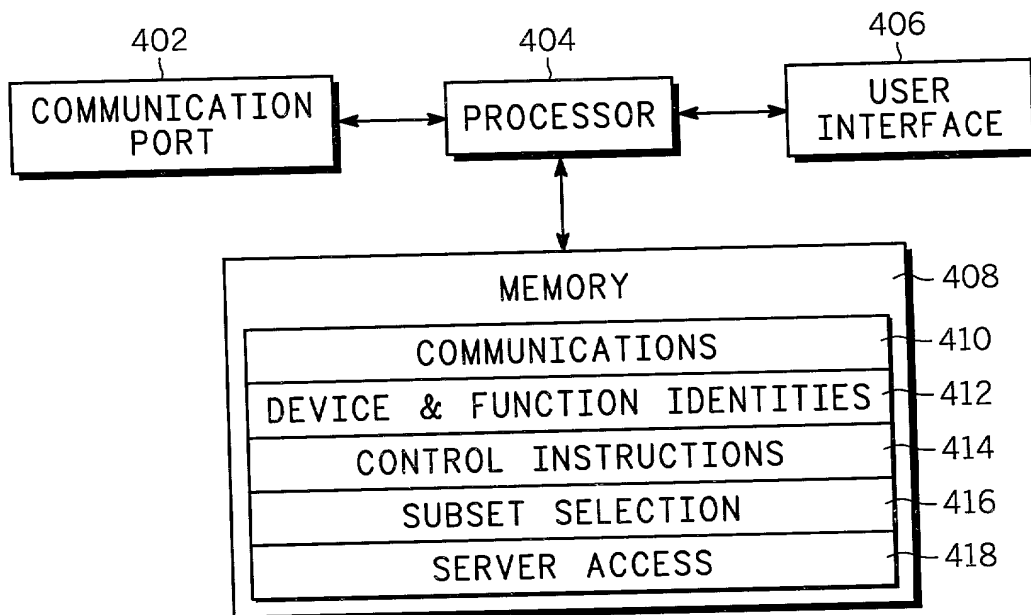 402
404
406
COMMUNICATION
PORT
PROCESSOR
USER
INTERFACE
MEMORY
408
COMMUNICATIONS
410
DEVICE & FUNCTION IDENTITIES
412
CONTROL INSTRUCTIONS
414
SUBSET SELECTION
416
SERVER ACCESS
418